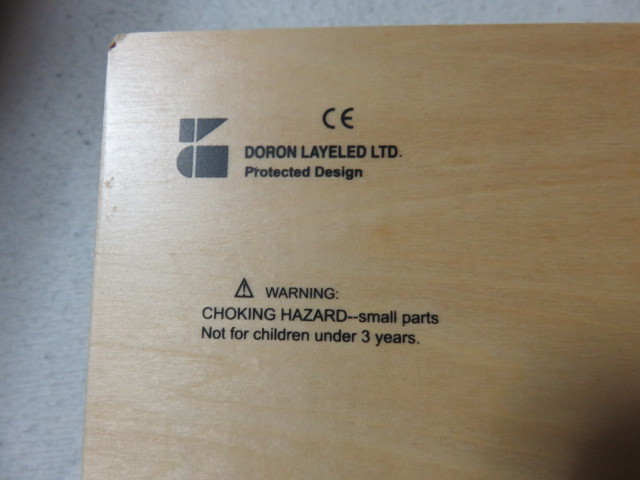 CE
DORON LAYELED LTD.
Protected Design
WARNING:
CHOKING HAZARD--small parts
Not for children under 3 years.